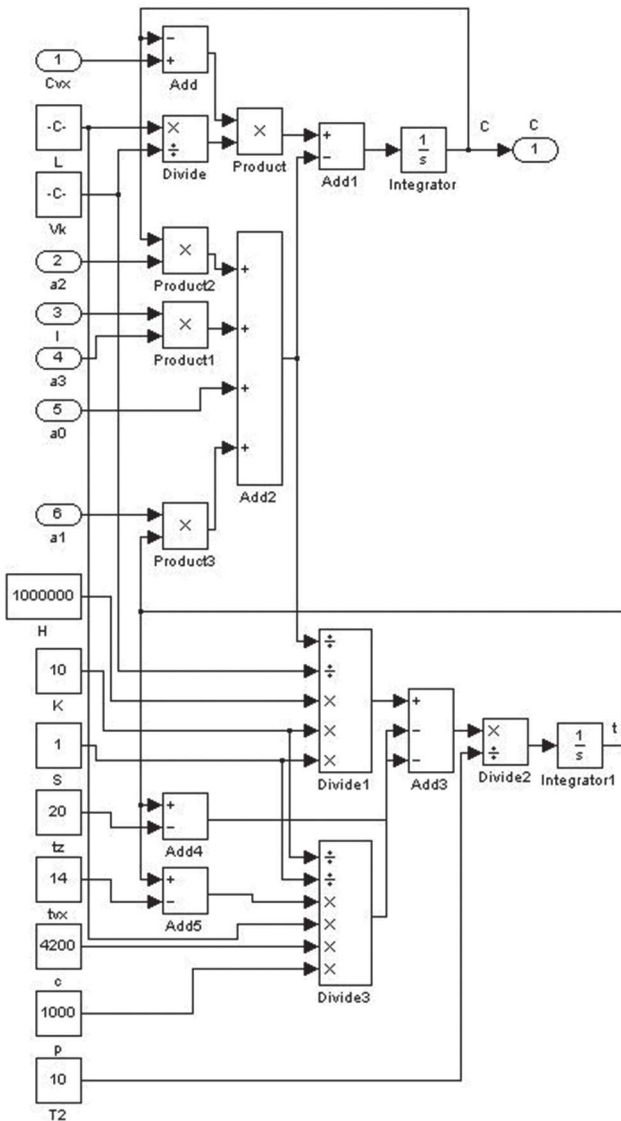 −
+
Add
1
Cvx
-C-
L
×
÷
Divide
×
Product
+
−
Add1
1
s
Integrator
C
C
1
-C-
Vk
2
a2
×
Product2
3
I
×
Product1
4
a3
5
a0
+
+
+
+
Add2
6
a1
×
Product3
1000000
H
10
K
1
S
÷
÷
×
×
×
Divide1
+
−
−
Add3
×
÷
Divide2
1
s
Integrator1
t
20
tz
+
−
Add4
14
tvx
+
−
Add5
÷
÷
×
×
×
×
Divide3
4200
c
1000
p
10
T2